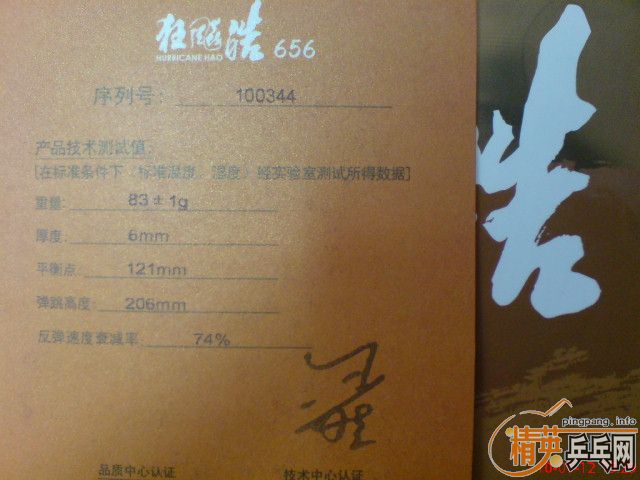 狂飚皓 656
HURRICANE HAO
序列号: 100344
产品技术测试值:
[在标准条件下（标准温度、湿度）经实验室测试所得数据]
重量: 83±1g
厚度: 6mm
平衡点: 121mm
弹跳高度: 206mm
反弹速度衰减率: 74%
品质中心认证 技术中心认证
皓
pingpang.info
精英乒乓网